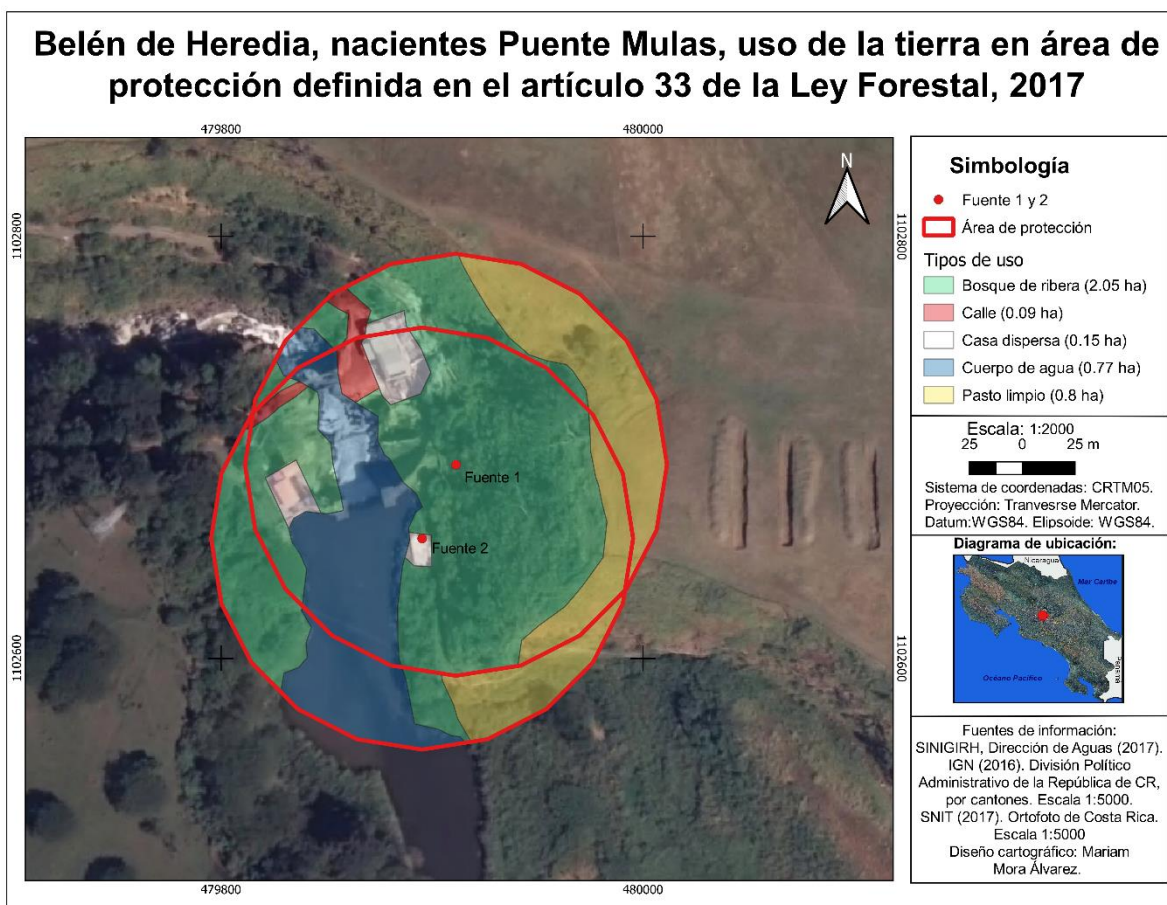 Belén de Heredia, nacientes Puente Mulas, uso de la tierra en área de
protección definida en el artículo 33 de la Ley Forestal, 2017
479800
480000
1102800
1102800
N
Fuente 1
Fuente 2
1102600
1102600
479800
480000
Simbología
Fuente 1 y 2
Área de protección
Tipos de uso
Bosque de ribera (2.05 ha)
Calle (0.09 ha)
Casa dispersa (0.15 ha)
Cuerpo de agua (0.77 ha)
Pasto limpio (0.8 ha)
Escala: 1:2000
25 0 25 m
Sistema de coordenadas: CRTM05.
Proyección: Tranvesrse Mercator.
Datum:WGS84. Elipsoide: WGS84.
Diagrama de ubicación:
Nicaragua
Mar Caribe
Océano Pacífico
Panamá
Fuentes de información:
SINIGIRH, Dirección de Aguas (2017).
IGN (2016). División Político
Administrativo de la República de CR,
por cantones. Escala 1:5000.
SNIT (2017). Ortofoto de Costa Rica.
Escala 1:5000
Diseño cartográfico: Mariam
Mora Álvarez.